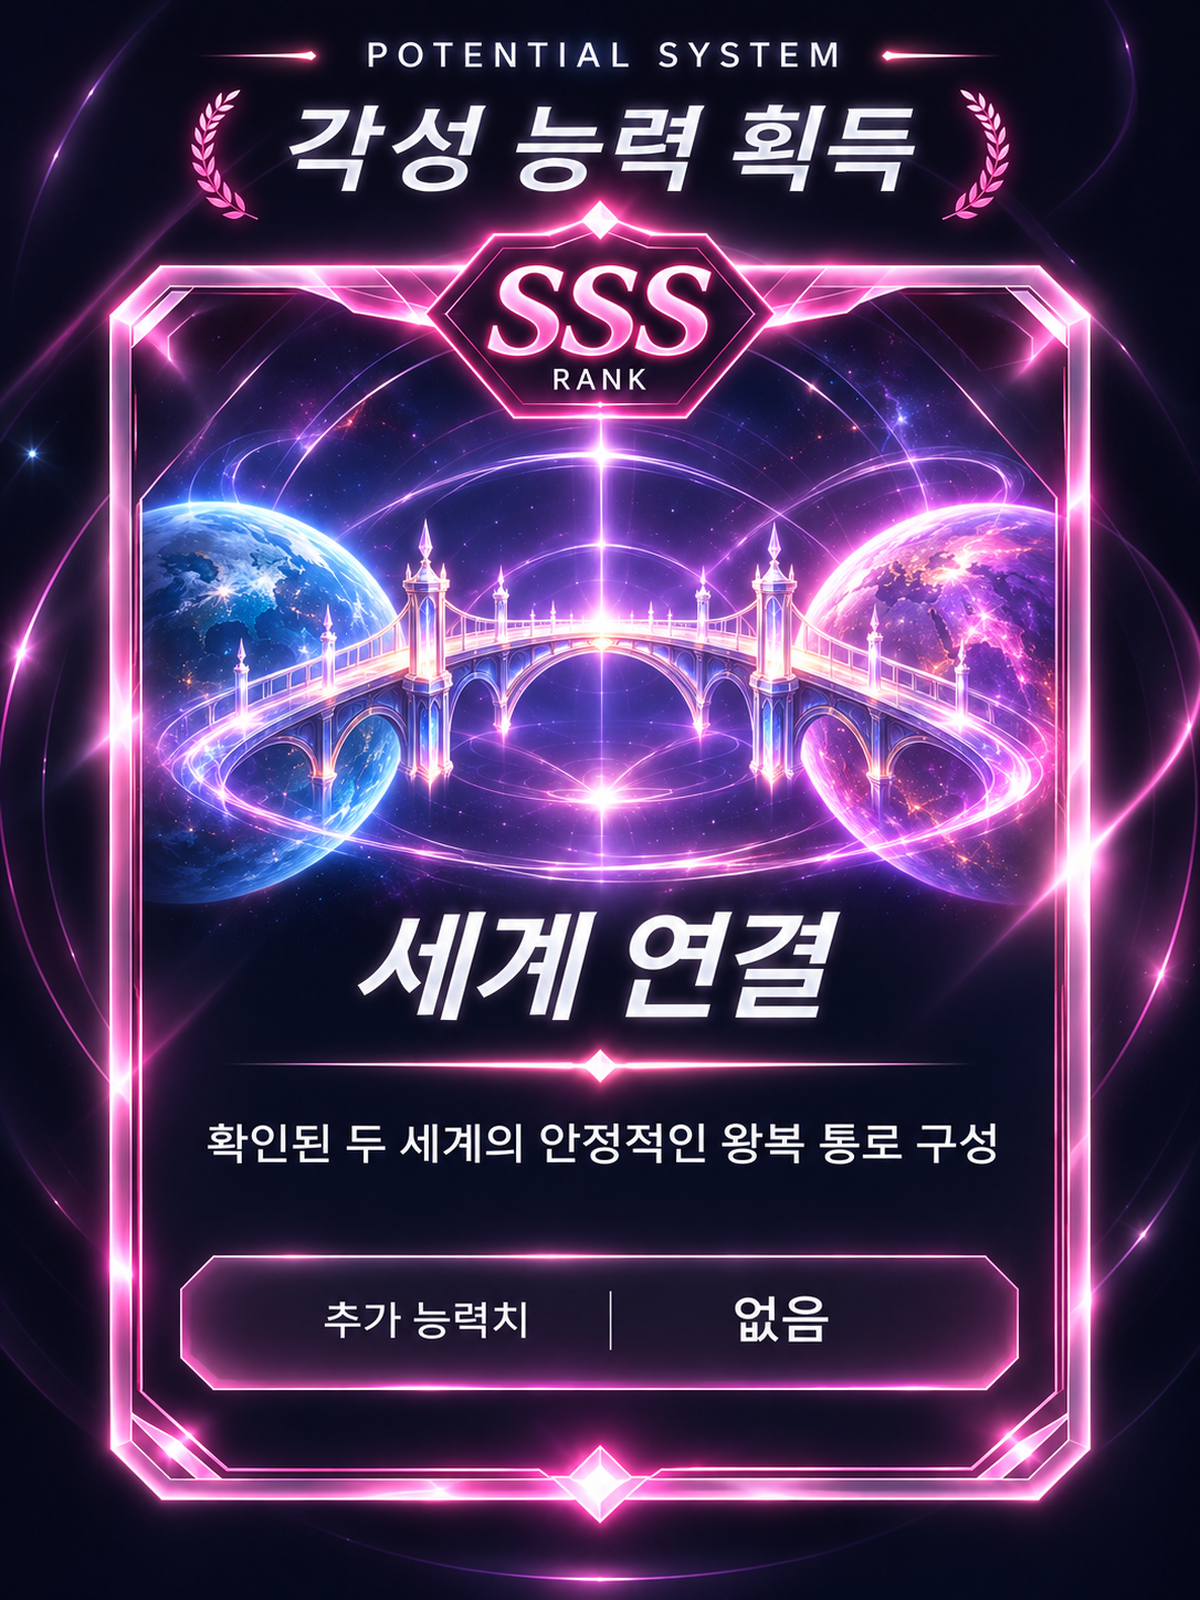 POTENTIAL SYSTEM
각성 능력 획득
SSS
RANK
세계 연결
확인된 두 세계의 안정적인 왕복 통로 구성
추가 능력치 | 없음